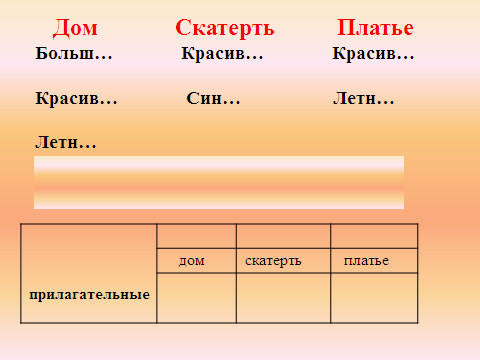 Дом Скатерть Платье
Больш… Красив… Красив…
Красив… Син… Летн…
Летн…
дом скатерть платье
прилагательные